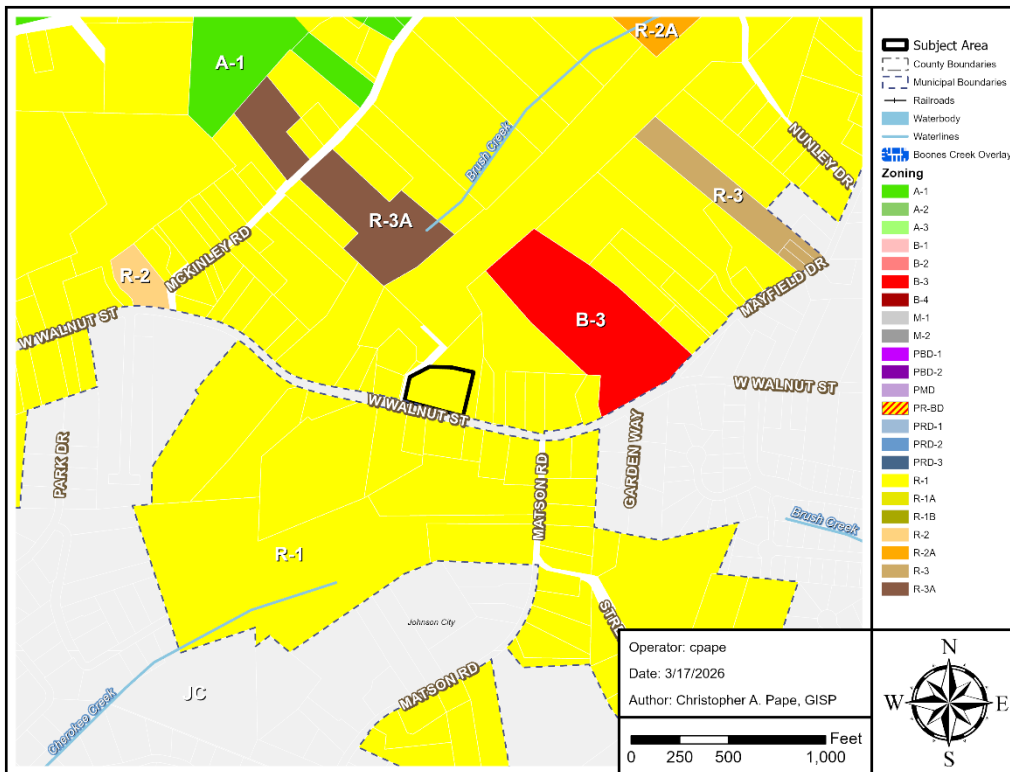 R-2A
A-1
NUNLEY DR
Brush Creek
R-3
R-3A
MCKINLEY RD
R-2
MAYFIELD DR
W WALNUT ST
B-3
W WALNUT ST
W WALNUT ST
PARK DR
MATSON RD
GARDEN WAY
Brush Creek
R-1
Johnson City
JC
MATSON RD
Cherokee Creek
Subject Area
County Boundaries
Municipal Boundaries
Railroads
Waterbody
Waterlines
Boones Creek Overlay
Zoning
A-1
A-2
A-3
B-1
B-2
B-3
B-4
M-1
M-2
PBD-1
PBD-2
PMD
PR-BD
PRD-1
PRD-2
PRD-3
R-1
R-1A
R-1B
R-2
R-2A
R-3
R-3A
Operator: cpape
Date: 3/17/2026
Author: Christopher A. Pape, GISP
Feet
0 250 500 1,000
N
W E
S